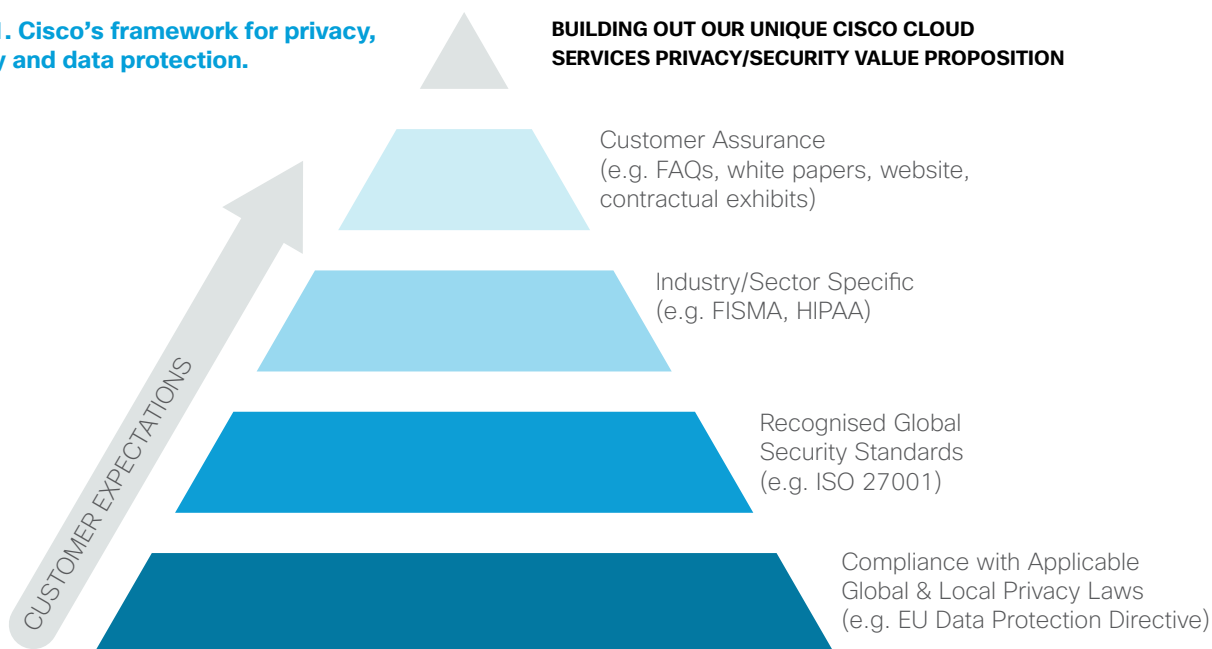 1. Cisco's framework for privacy,
and data protection.
BUILDING OUT OUR UNIQUE CISCO CLOUD
SERVICES PRIVACY/SECURITY VALUE PROPOSITION
Customer Assurance
(e.g. FAQs, white papers, website,
contractual exhibits)
Industry/Sector Specific
(e.g. FISMA, HIPAA)
Recognised Global
Security Standards
(e.g. ISO 27001)
Compliance with Applicable
Global & Local Privacy Laws
(e.g. EU Data Protection Directive)
CUSTOMER EXPECTATIONS